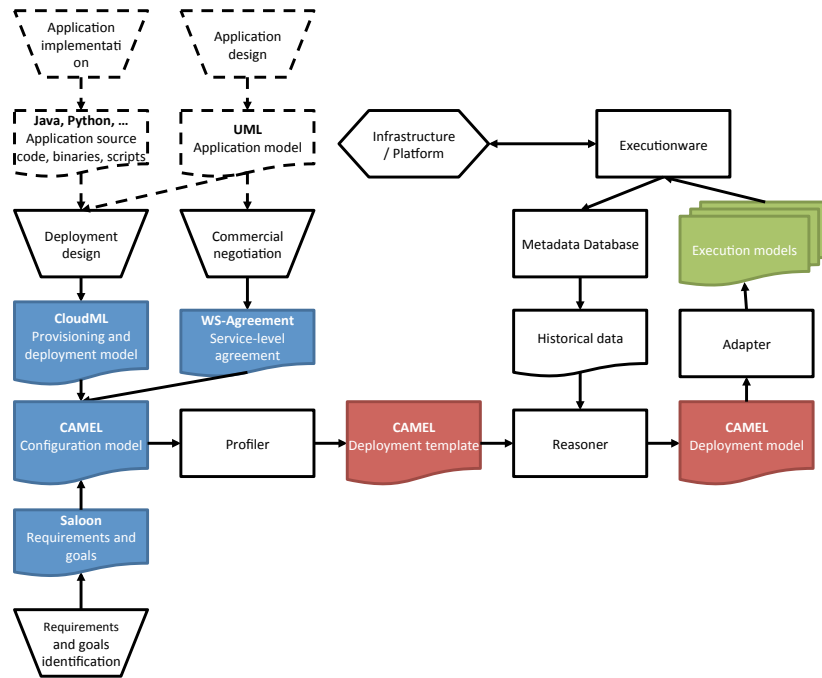 Application
implementati
on
Application
design
Java, Python, ...
Application source
code, binaries, scripts
UML
Application model
Infrastructure
/ Platform
Executionware
Deployment
design
Commercial
negotiation
Metadata Database
Execution models
CloudML
Provisioning and
deployment model
WS-Agreement
Service-level
agreement
Historical data
Adapter
CAMEL
Configuration model
Profiler
CAMEL
Deployment template
Reasoner
CAMEL
Deployment model
Saloon
Requirements and
goals
Requirements
and goals
identification